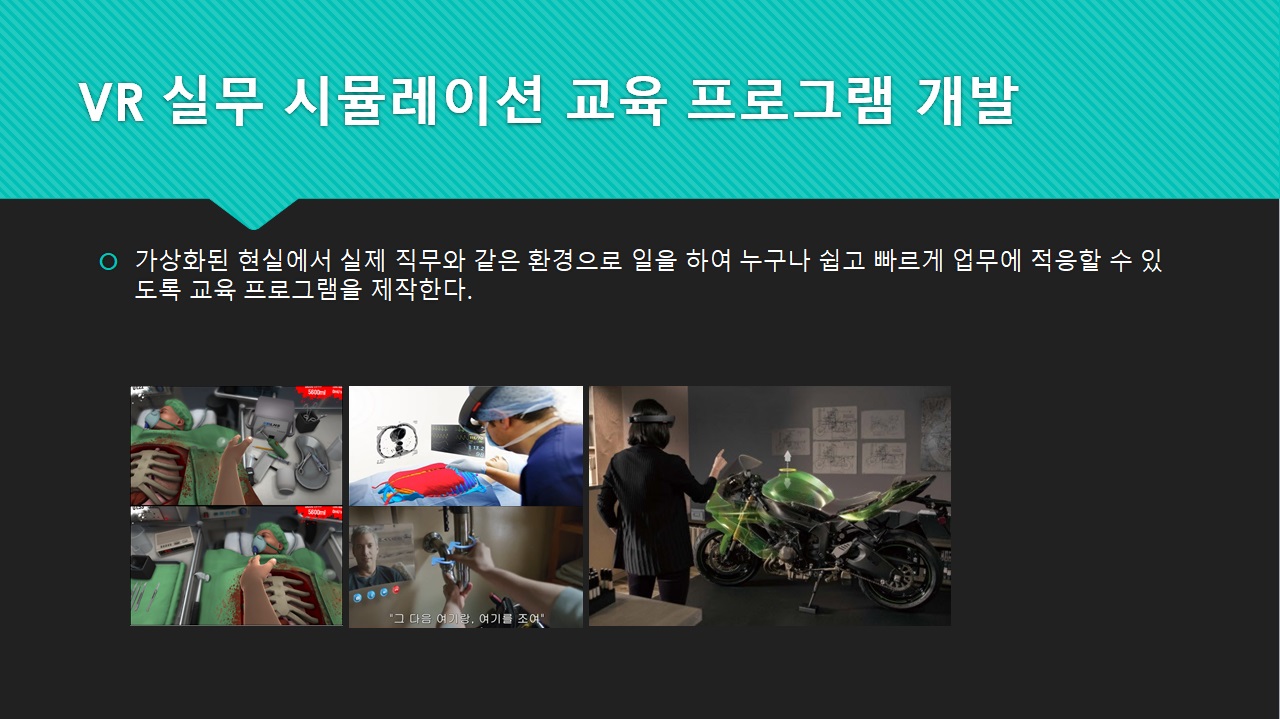 VR 실무 시뮬레이션 교육 프로그램 개발
가상화된 현실에서 실제 직무와 같은 환경으로 일을 하여 누구나 쉽고 빠르게 업무에 적응할 수 있
도록 교육 프로그램을 제작한다.
5600ml
5600ml
"그 다음 여기랑, 여기를 조여"